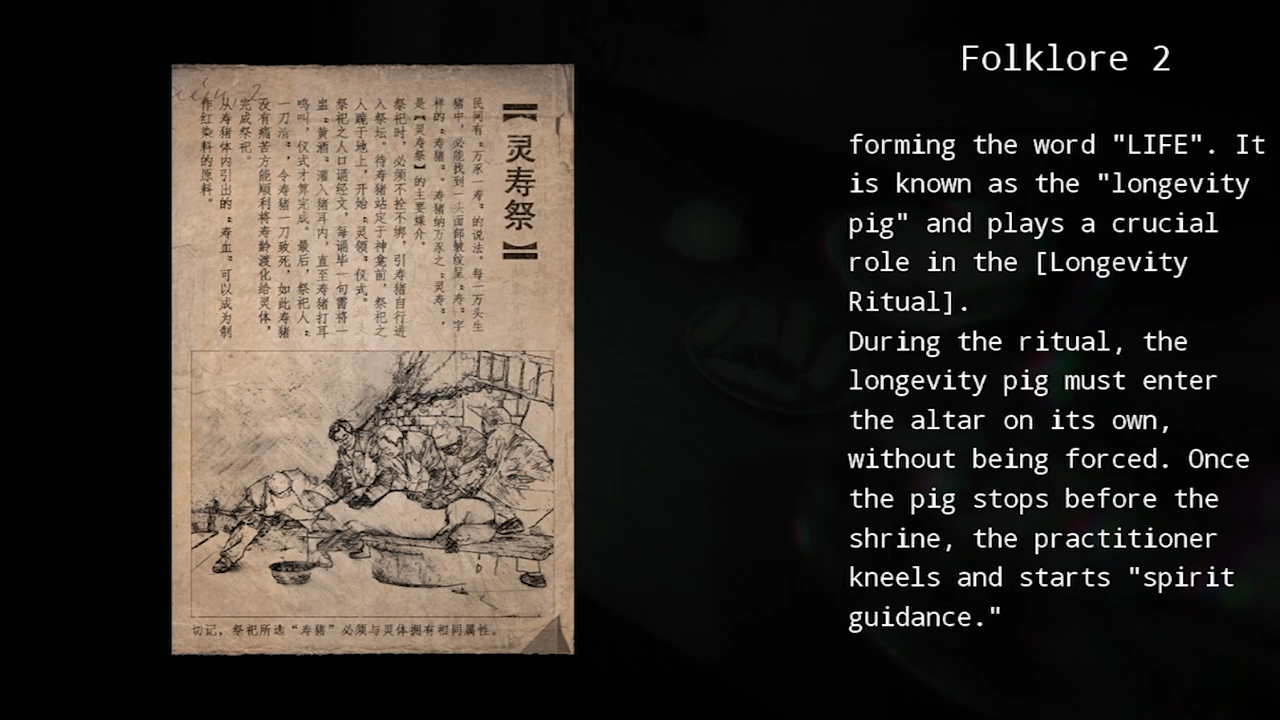 【灵寿祭】
民间有“万豕一寿”的说法。每一万头生
猪中，必能找到一头面部皱纹呈“寿”字
样的“寿猪”。寿猪纳万豕之“灵寿”，
是【灵寿祭】的主要媒介。
祭祀时，必须不拴不绑，引寿猪自行进
入祭坛。待寿猪站定于神龛前，祭祀之
人跪于地上，开始“灵领”仪式。
祭祀之人口诵经文，每诵毕一句需将一
盅“黄酒”灌入猪耳内，直至寿猪打耳
鸣叫，仪式才算完成。最后，祭祀人“
一刀清”，令寿猪一刀致死，如此寿猪
没有痛苦方能顺利将寿龄渡化给灵体，
完成祭祀。
从寿猪体内引出的“寿血”可以成为制
作红染料的原料。
切记，祭祀所选“寿猪”必须与灵体拥有相同属性。
Folklore 2
forming the word "LIFE". It
is known as the "longevity
pig" and plays a crucial
role in the [Longevity
Ritual].
During the ritual, the
longevity pig must enter
the altar on its own,
without being forced. Once
the pig stops before the
shrine, the practitioner
kneels and starts "spirit
guidance."